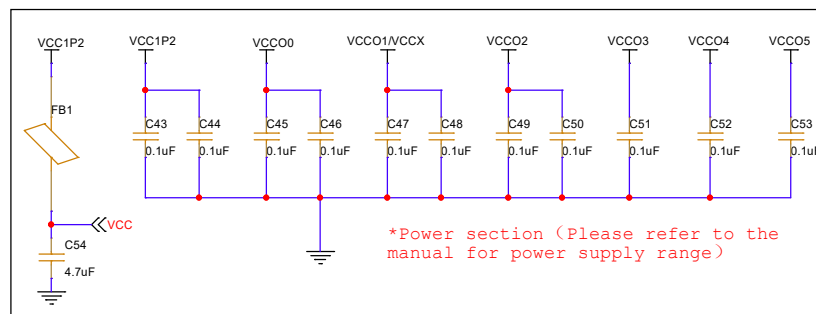 VCC1P2 VCC1P2 VCCO0 VCCO1/VCCX VCCO2 VCCO3 VCCO4 VCCO5
FB1
C43 C44 C45 C46 C47 C48 C49 C50 C51 C52 C53
0.1uF 0.1uF 0.1uF 0.1uF 0.1uF 0.1uF 0.1uF 0.1uF 0.1uF 0.1uF 0.1uF
VCC
C54
4.7uF
*Power section（Please refer to the
manual for power supply range）